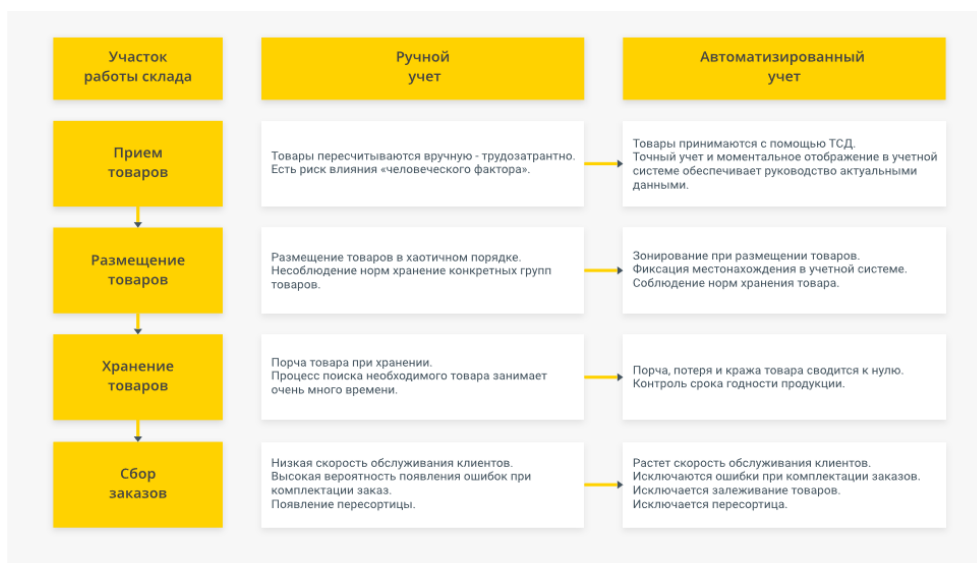 Участок
работы склада
Ручной
учет
Автоматизированный
учет
Прием
товаров
Товары пересчитываются вручную - трудозатратно.
Есть риск влияния «человеческого фактора».
Товары принимаются с помощью ТСД.
Точный учет и моментальное отображение в учетной
системе обеспечивает руководство актуальными
данными.
Размещение
товаров
Размещение товаров в хаотичном порядке.
Несоблюдение норм хранение конкретных групп
товаров.
Зонирование при размещении товаров.
Фиксация местонахождения в учетной системе.
Соблюдение норм хранения товара.
Хранение
товаров
Порча товара при хранении.
Процесс поиска необходимого товара занимает
очень много времени.
Порча, потеря и кража товара сводится к нулю.
Контроль срока годности продукции.
Сбор
заказов
Низкая скорость обслуживания клиентов.
Высокая вероятность появления ошибок при
комплектации заказ.
Появление пересортицы.
Растет скорость обслуживания клиентов.
Исключаются ошибки при комплектации заказов.
Исключается залеживание товаров.
Исключается пересортица.